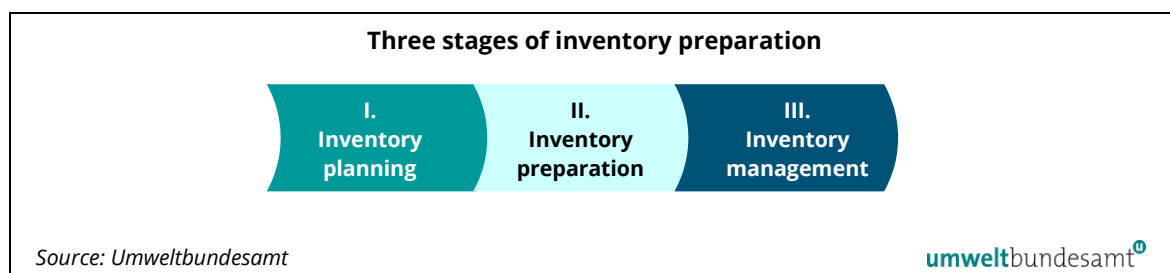 Three stages of inventory preparation
I.
Inventory
planning
II.
Inventory
preparation
III.
Inventory
management
Source: Umweltbundesamt
umweltbundesamt
u